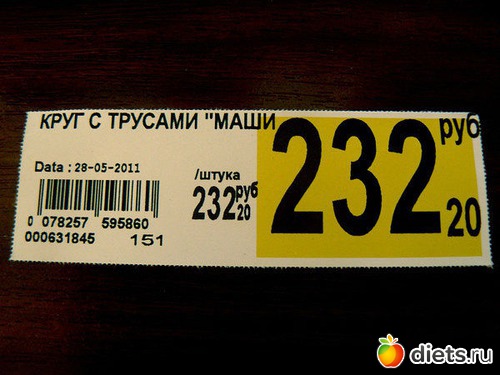 КРУГ С ТРУСАМИ "МАШИ
Data : 28-05-2011
0 078257 595860
000631845 151
/штука
232 руб 20
232 руб 20
diets.ru